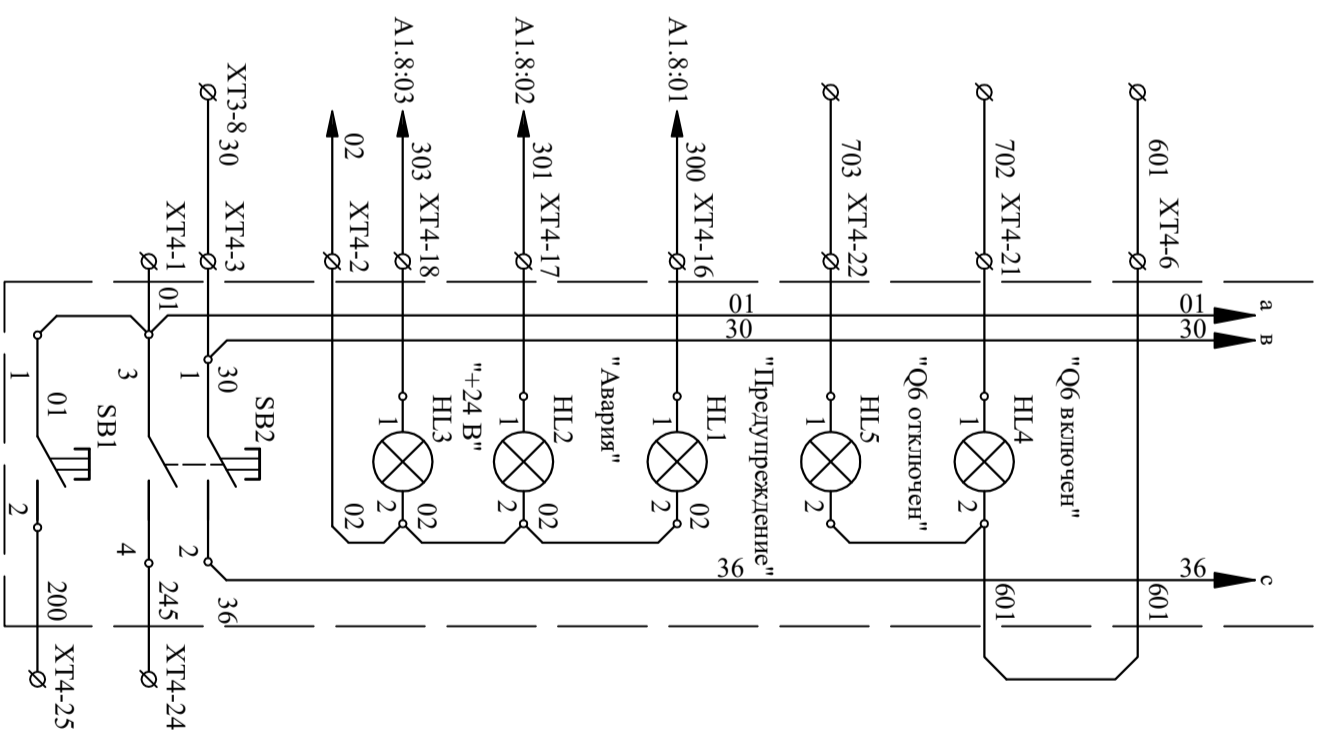 A1.8:03
A1.8:02
A1.8:01
XT3-8
30
02
303
301
300
703
702
601
XT4-1
XT4-3
XT4-2
XT4-18
XT4-17
XT4-16
XT4-22
XT4-21
XT4-6
01
01
01
a
30
30
в
1
3
1
30
"+24 В"
"Авария"
"Предупреждение"
"Q6 отключен"
"Q6 включен"
01
SB1
SB2
HL3
HL2
HL1
HL5
HL4
1
1
1
1
1
2
2
2
2
2
2
4
2
02
02
02
02
36
36
c
200
245
36
601
601
XT4-25
XT4-24